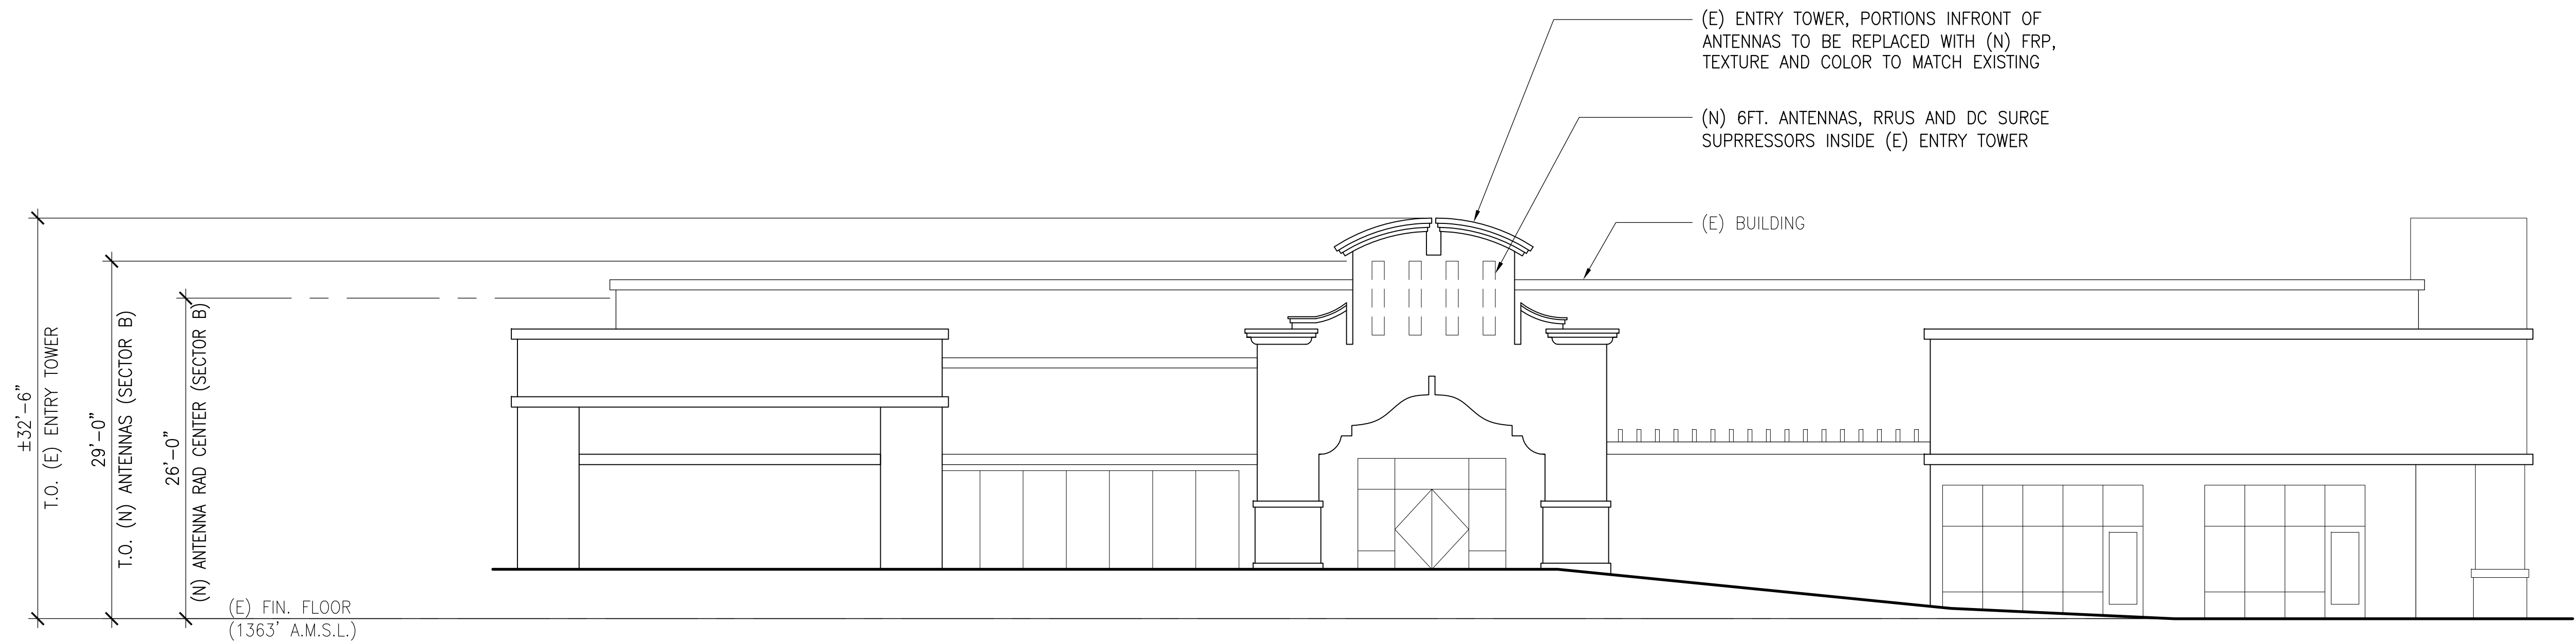 (E) ENTRY TOWER, PORTIONS INFRONT OF
ANTENNAS TO BE REPLACED WITH (N) FRP,
TEXTURE AND COLOR TO MATCH EXISTING
(N) 6FT. ANTENNAS, RRUS AND DC SURGE
SUPRRESSORS INSIDE (E) ENTRY TOWER
(E) BUILDING
±32'-6"
T.O. (E) ENTRY TOWER
29'-0"
T.O. (N) ANTENNAS (SECTOR B)
26'-0"
(N) ANTENNA RAD CENTER (SECTOR B)
(E) FIN. FLOOR
(1363' A.M.S.L.)